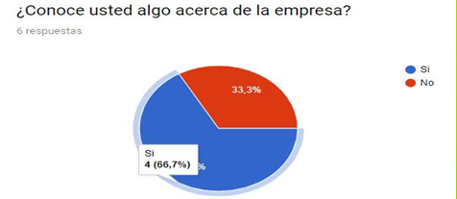 ¿Conoce usted algo acerca de la empresa?
6 respuestas
Si
No
33,3%
Si
4 (66,7%)
%